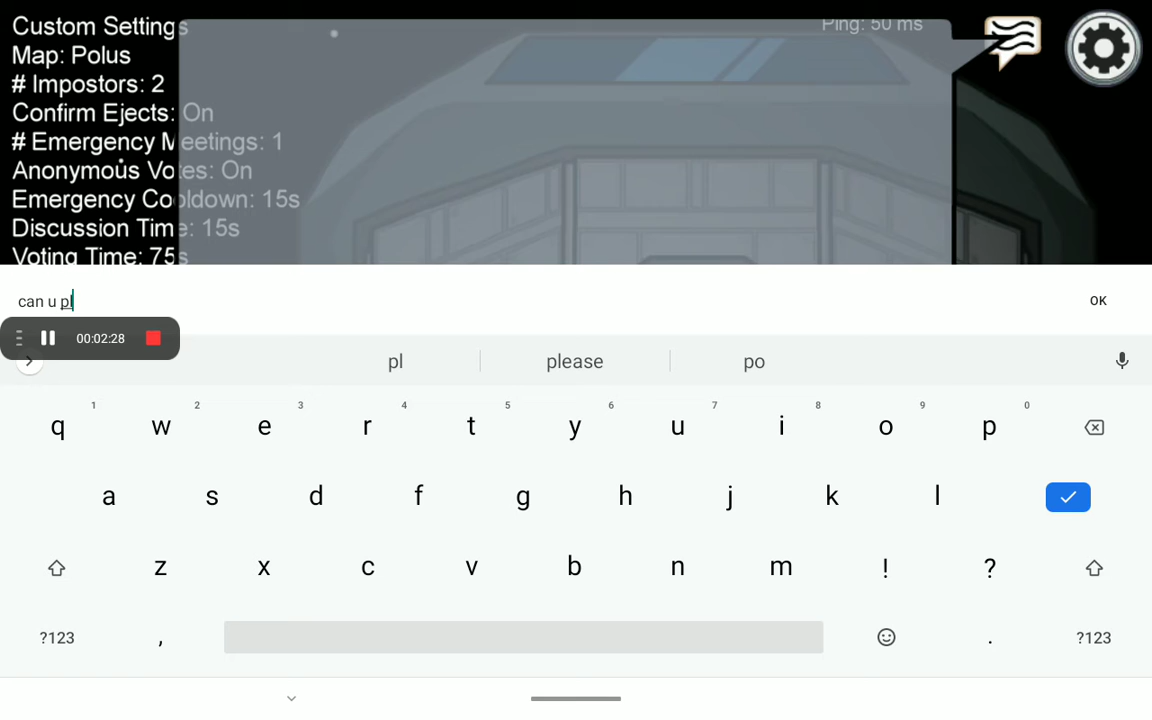 Custom Settings
Ping: 50 ms
Map: Polus
# Impostors: 2
Confirm Ejects: On
# Emergency Meetings: 1
Anonymous Votes: On
Emergency Cooldown: 15s
Discussion Time: 15s
Voting Time: 75s
can u pl
OK
00:02:28
pl please po
1 2 3 4 5 6 7 8 9 0
q w e r t y u i o p
a s d f g h j k l
z x c v b n m ! ?
?123 , . ?123